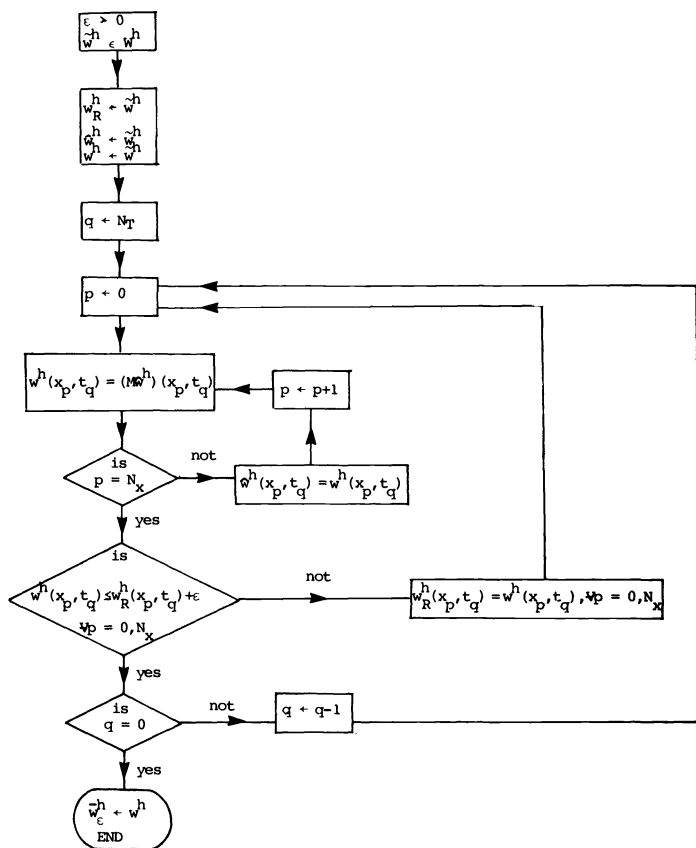 ε > 0
w̃^h ∈ W^h
w_R^h ← w̃^h
ŵ^h ← w̃^h
w^h ← w̃^h
q ← N_T
p ← 0
w^h(x_p,t_q) = (Mŵ^h)(x_p,t_q)
p ← p+1
is
p = N_x
not
ŵ^h(x_p,t_q) = w^h(x_p,t_q)
yes
is
w^h(x_p,t_q) ≤ w_R^h(x_p,t_q)+ε
∀p = 0,N_x
not
w_R^h(x_p,t_q) = w^h(x_p,t_q), ∀p = 0,N_x
yes
is
q = 0
not
q ← q-1
yes
w̄_ε^h ← w^h
END